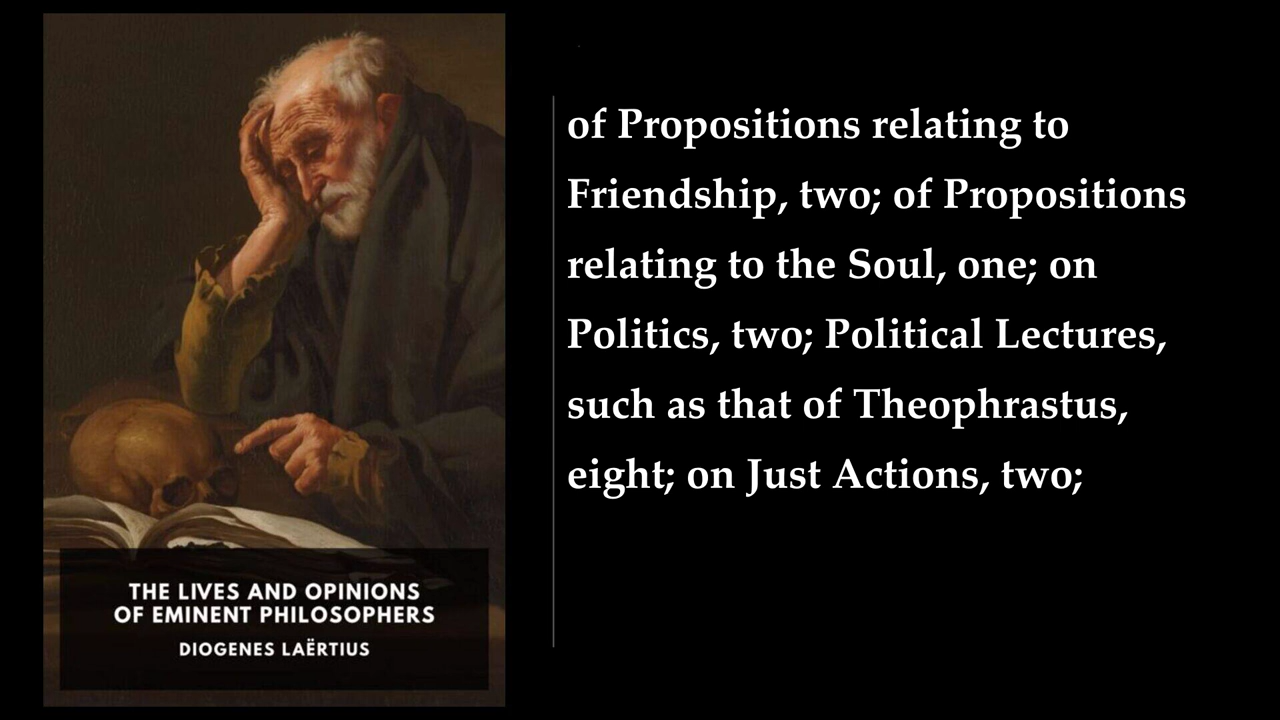 THE LIVES AND OPINIONS
OF EMINENT PHILOSOPHERS
DIOGENES LAËRTIUS
of Propositions relating to
Friendship, two; of Propositions
relating to the Soul, one; on
Politics, two; Political Lectures,
such as that of Theophrastus,
eight; on Just Actions, two;